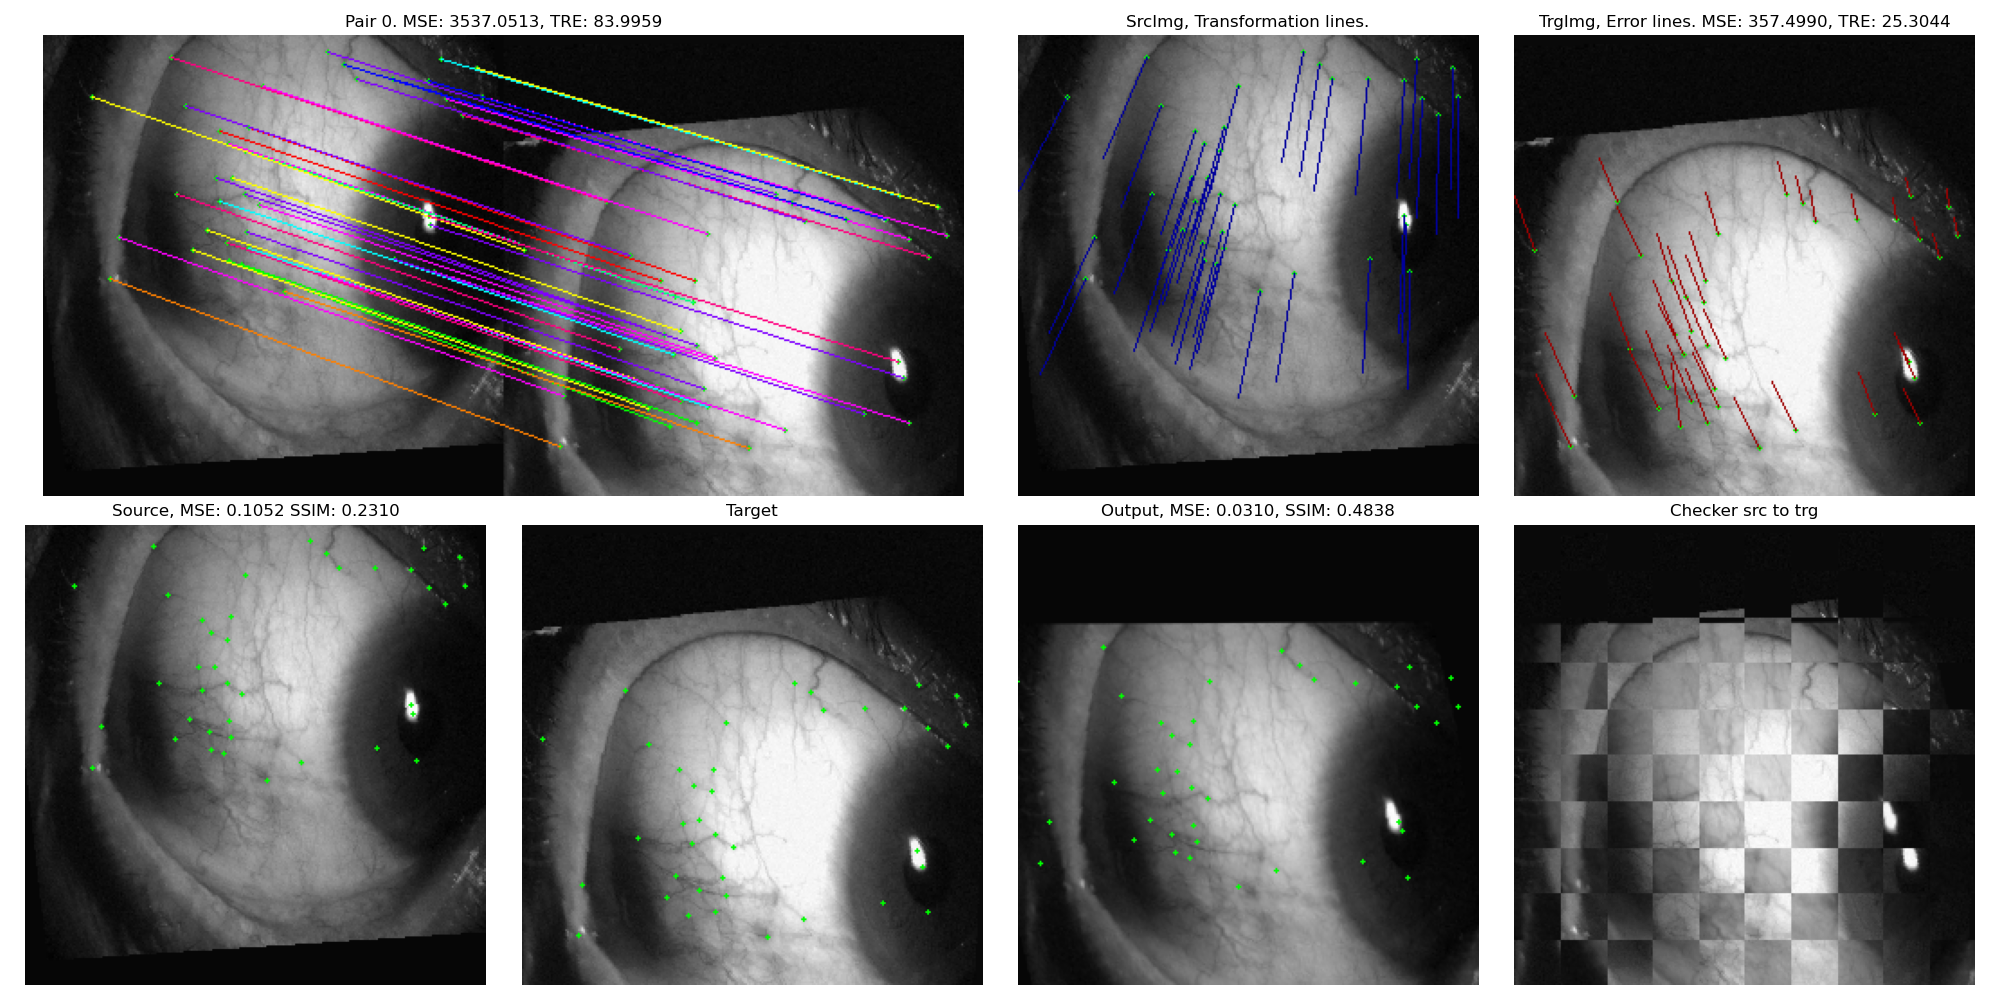 Pair 0. MSE: 3537.0513, TRE: 83.9959
SrcImg, Transformation lines.
TrgImg, Error lines. MSE: 357.4990, TRE: 25.3044
Source, MSE: 0.1052 SSIM: 0.2310
Target
Output, MSE: 0.0310, SSIM: 0.4838
Checker src to trg